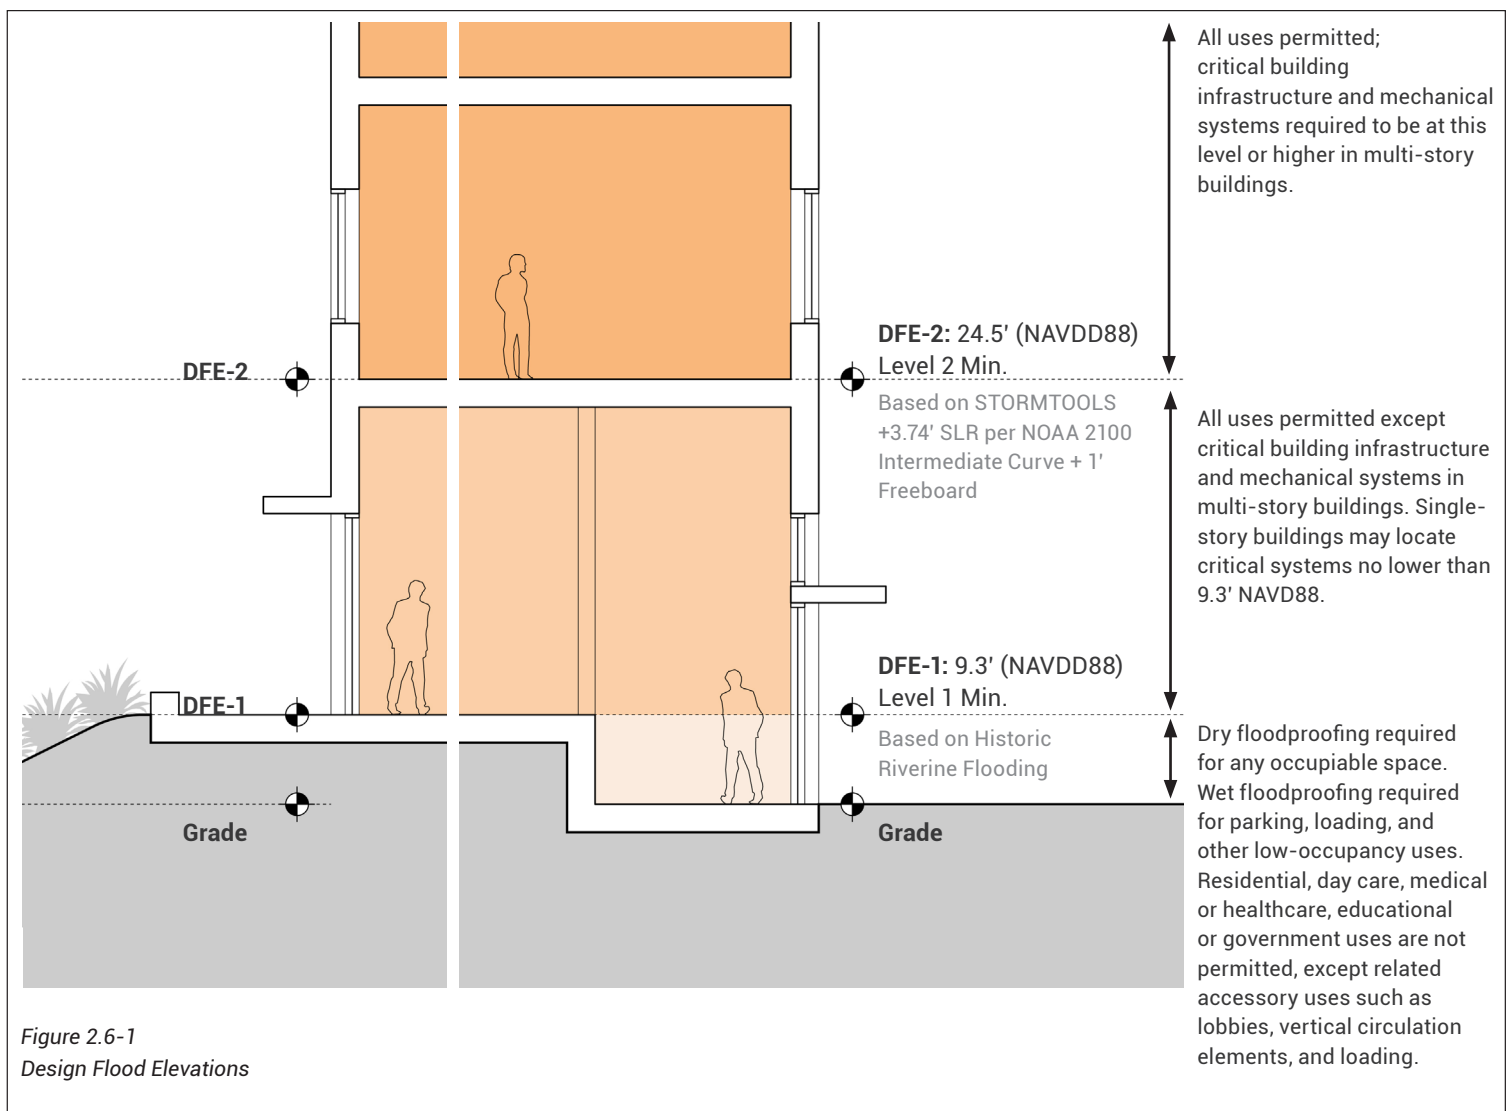 All uses permitted;
critical building
infrastructure and mechanical
systems required to be at this
level or higher in multi-story
buildings.
DFE-2
DFE-2: 24.5' (NAVDD88)
Level 2 Min.
Based on STORMTOOLS
+3.74' SLR per NOAA 2100
Intermediate Curve + 1'
Freeboard
All uses permitted except
critical building infrastructure
and mechanical systems in
multi-story buildings. Single-
story buildings may locate
critical systems no lower than
9.3' NAVD88.
DFE-1
DFE-1: 9.3' (NAVDD88)
Level 1 Min.
Based on Historic
Riverine Flooding
Dry floodproofing required
for any occupiable space.
Wet floodproofing required
for parking, loading, and
other low-occupancy uses.
Residential, day care, medical
or healthcare, educational
or government uses are not
permitted, except related
accessory uses such as
lobbies, vertical circulation
elements, and loading.
Grade
Grade
Figure 2.6-1
Design Flood Elevations